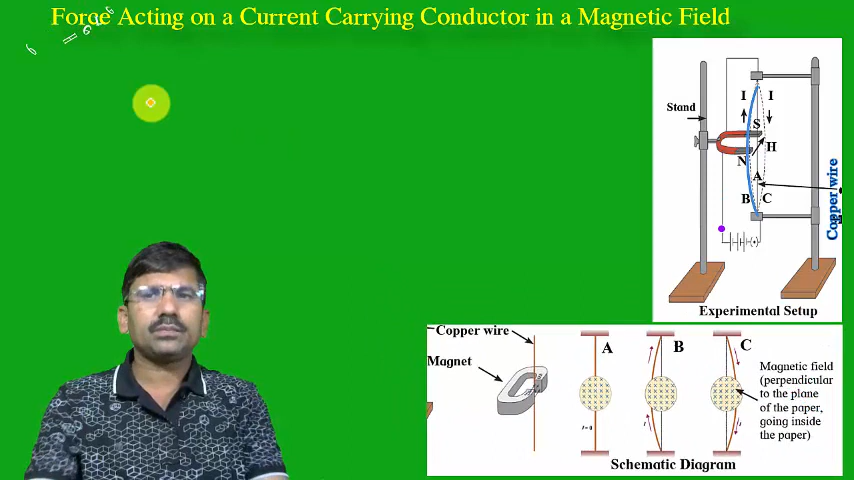 Force Acting on a Current Carrying Conductor in a Magnetic Field
Stand
I I
S
H
N
A
B C
Copper wire
Experimental Setup
Copper wire
Magnet
A
B
C
Magnetic field
(perpendicular
to the plane
of the paper,
going inside
the paper)
Schematic Diagram